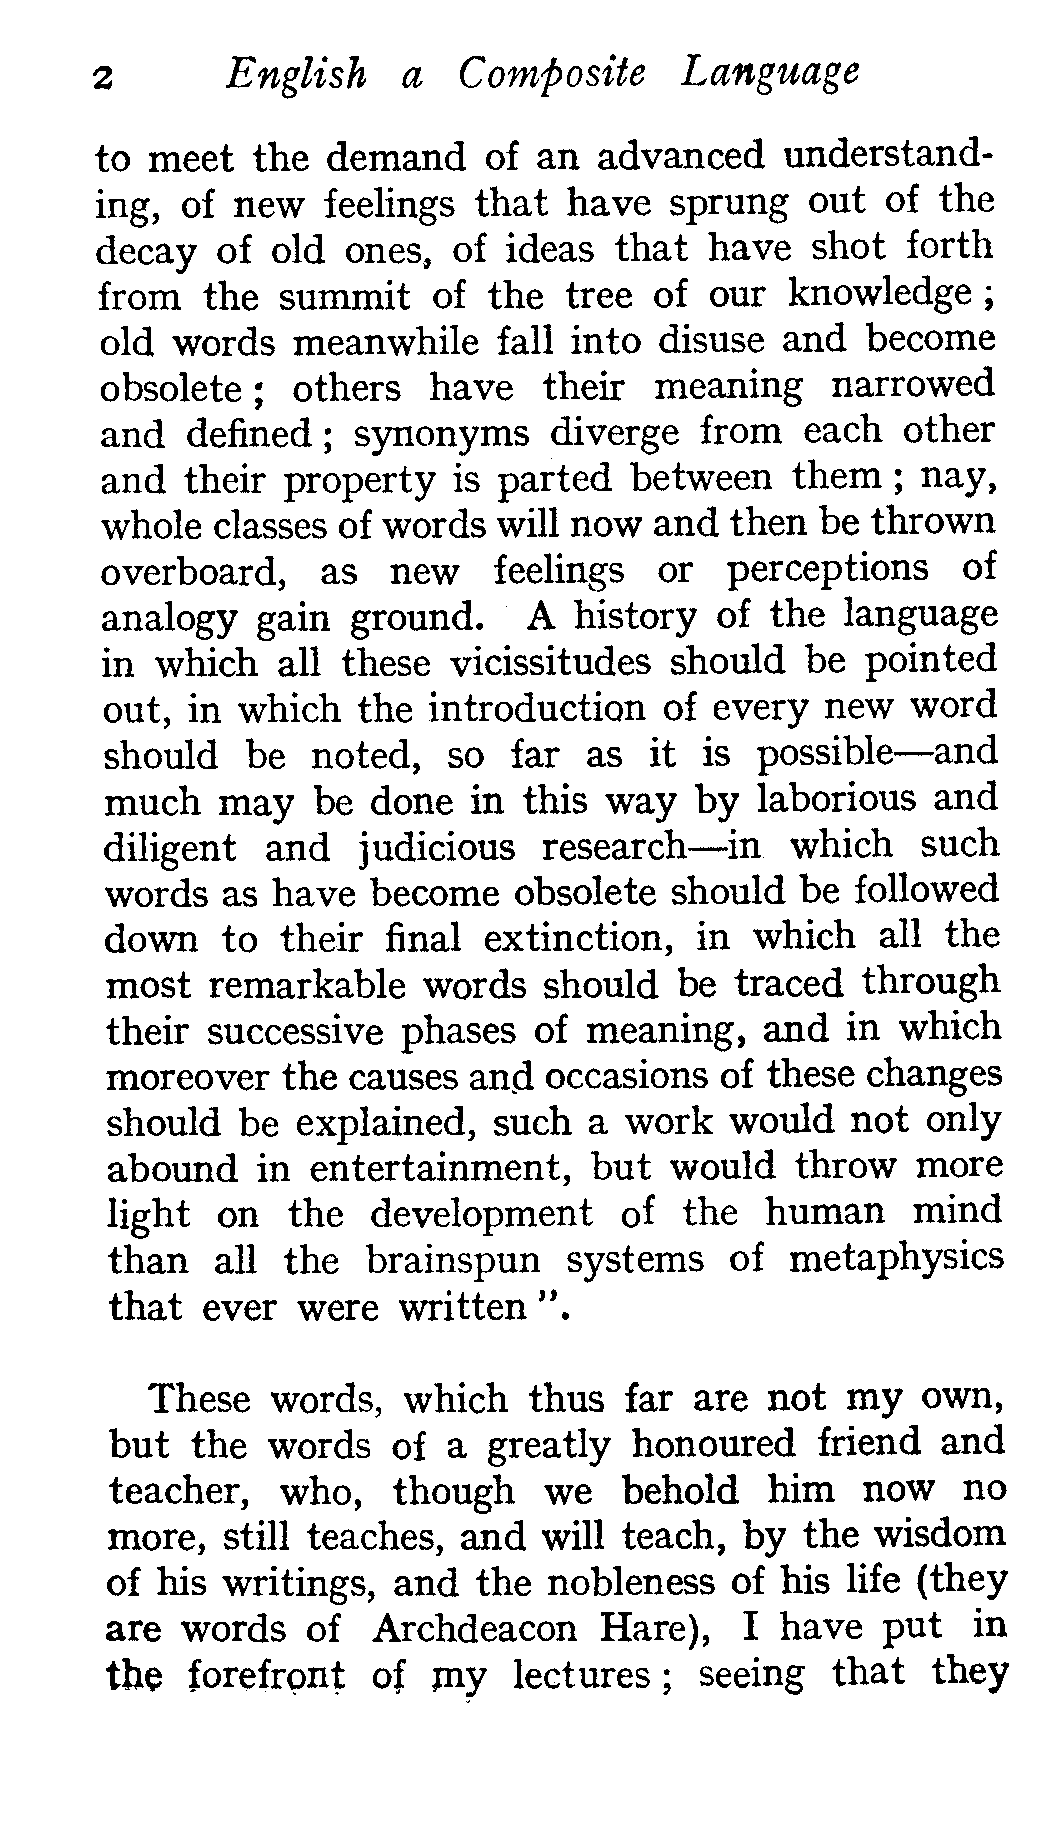 2 English a Composite Language
to meet the demand of an advanced understand-
ing, of new feelings that have sprung out of the
decay of old ones, of ideas that have shot forth
from the summit of the tree of our knowledge ;
old words meanwhile fall into disuse and become
obsolete ; others have their meaning narrowed
and defined ; synonyms diverge from each other
and their property is parted between them ; nay,
whole classes of words will now and then be thrown
overboard, as new feelings or perceptions of
analogy gain ground. A history of the language
in which all these vicissitudes should be pointed
out, in which the introduction of every new word
should be noted, so far as it is possible—and
much may be done in this way by laborious and
diligent and judicious research—in which such
words as have become obsolete should be followed
down to their final extinction, in which all the
most remarkable words should be traced through
their successive phases of meaning, and in which
moreover the causes and occasions of these changes
should be explained, such a work would not only
abound in entertainment, but would throw more
light on the development of the human mind
than all the brainspun systems of metaphysics
that ever were written ”.
These words, which thus far are not my own,
but the words of a greatly honoured friend and
teacher, who, though we behold him now no
more, still teaches, and will teach, by the wisdom
of his writings, and the nobleness of his life (they
are words of Archdeacon Hare), I have put in
the forefront of my lectures ; seeing that they